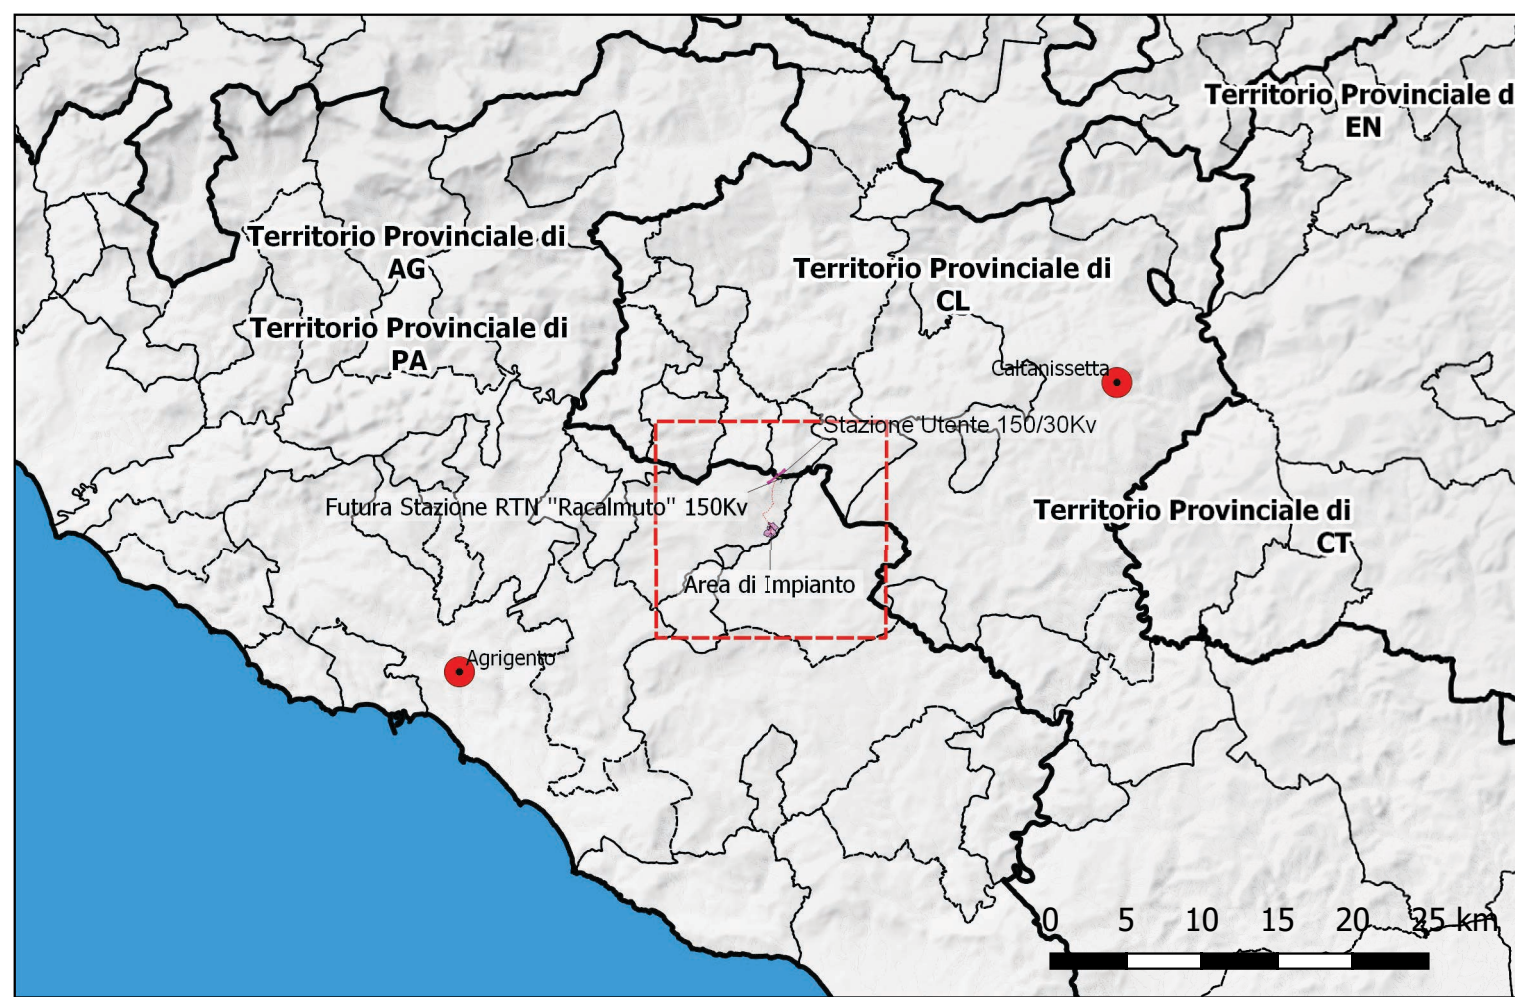 Territorio Provinciale d
EN
Territorio Provinciale di
AG
Territorio Provinciale di
CL
Territorio Provinciale di
PA
Caltanissetta
Stazione Utente 150/30Kv
Futura Stazione RTN "Racalmuto" 150Kv
Territorio Provinciale di
CT
Area di Impianto
Agrigento
0 5 10 15 20 25 km